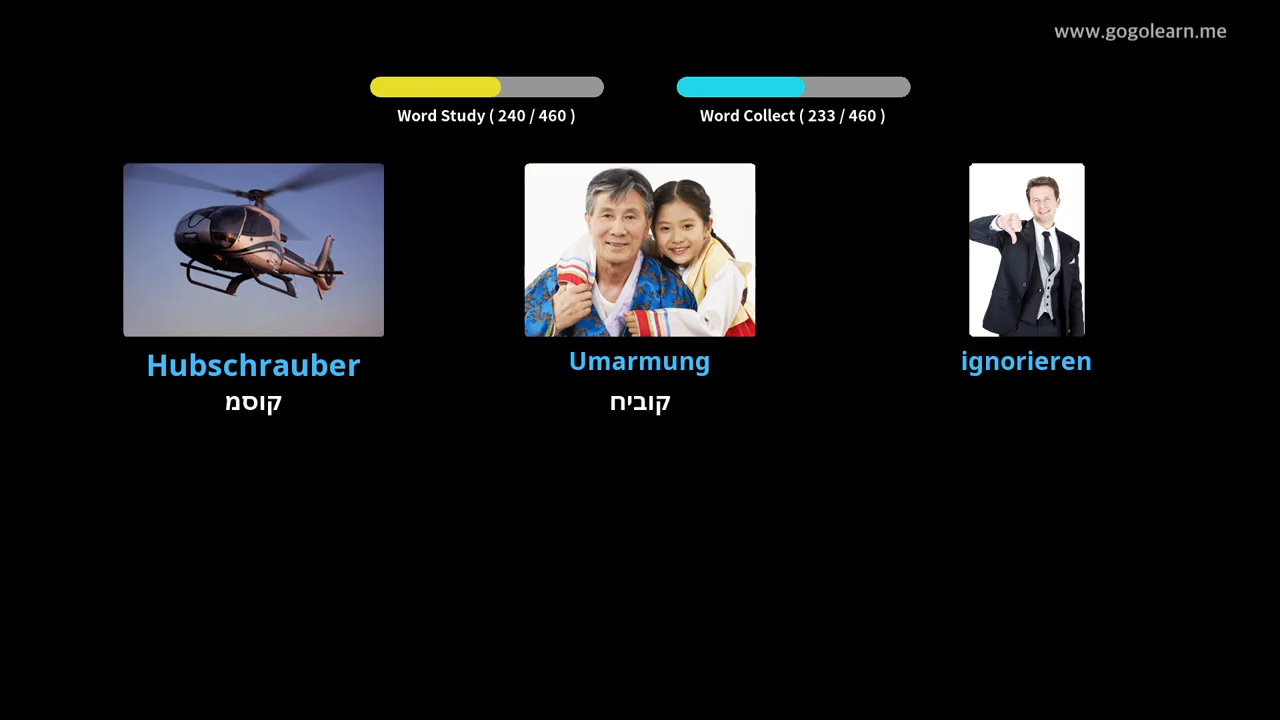 www.gogolearn.me
Word Study ( 240 / 460 )
Word Collect ( 233 / 460 )
Hubschrauber
קוסמ
Umarmung
קוביח
ignorieren